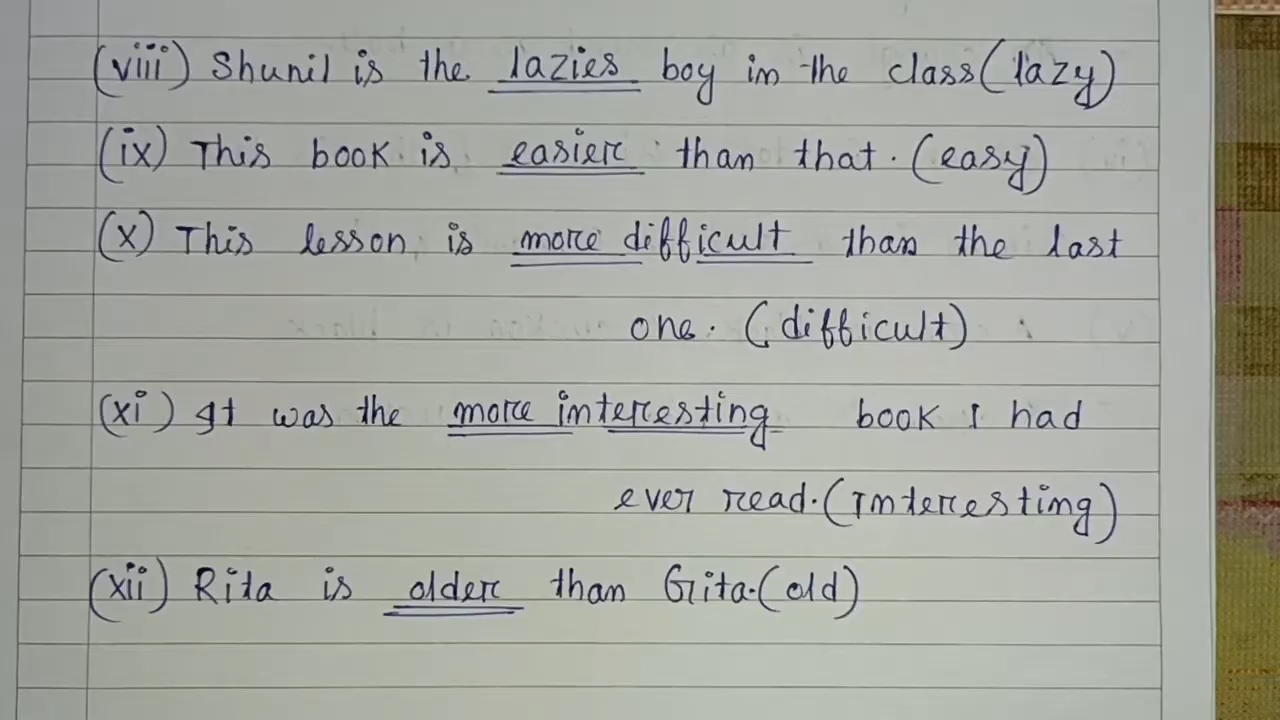 (viii) Shunil is the lazies boy in the class (lazy)
(ix) This book is easier than that. (easy)
(x) This lesson is more difficult than the last
one. (difficult)
(xi) It was the more interesting book I had
ever read. (Interesting)
(xii) Rita is older than Gita. (old)